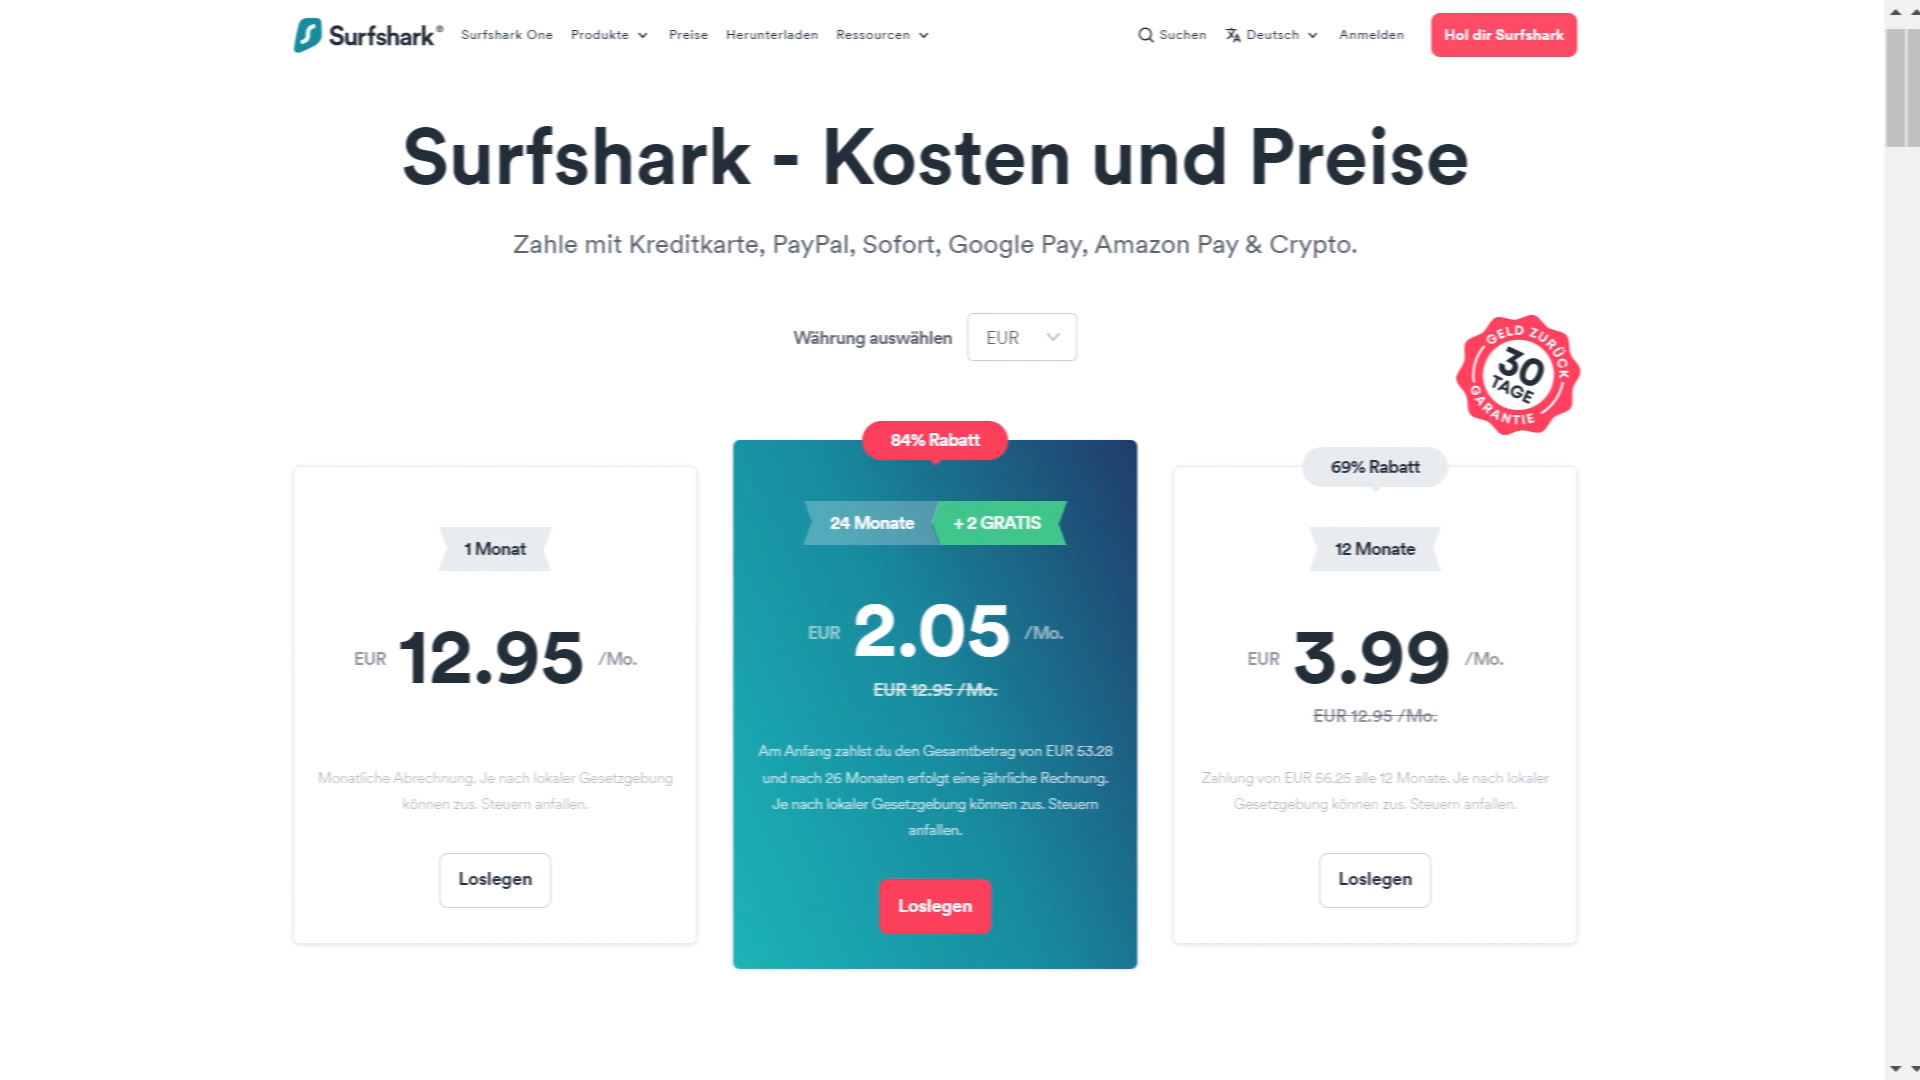 Surfshark®
Surfshark One
Produkte
Preise
Herunterladen
Ressourcen
Suchen
Deutsch
Anmelden
Hol dir Surfshark
Surfshark - Kosten und Preise
Zahle mit Kreditkarte, PayPal, Sofort, Google Pay, Amazon Pay & Crypto.
Währung auswählen
EUR
GELD ZURÜCK
30
TAGE
GARANTIE
1 Monat
EUR 12.95 /Mo.
Monatliche Abrechnung. Je nach lokaler Gesetzgebung
können zus. Steuern anfallen.
Loslegen
84% Rabatt
24 Monate
+ 2 GRATIS
EUR 2.05 /Mo.
EUR 12.95 /Mo.
Am Anfang zahlst du den Gesamtbetrag von EUR 53.28
und nach 26 Monaten erfolgt eine jährliche Rechnung.
Je nach lokaler Gesetzgebung können zus. Steuern
anfallen.
Loslegen
69% Rabatt
12 Monate
EUR 3.99 /Mo.
EUR 12.95 /Mo.
Zahlung von EUR 56.25 alle 12 Monate. Je nach lokaler
Gesetzgebung können zus. Steuern anfallen.
Loslegen